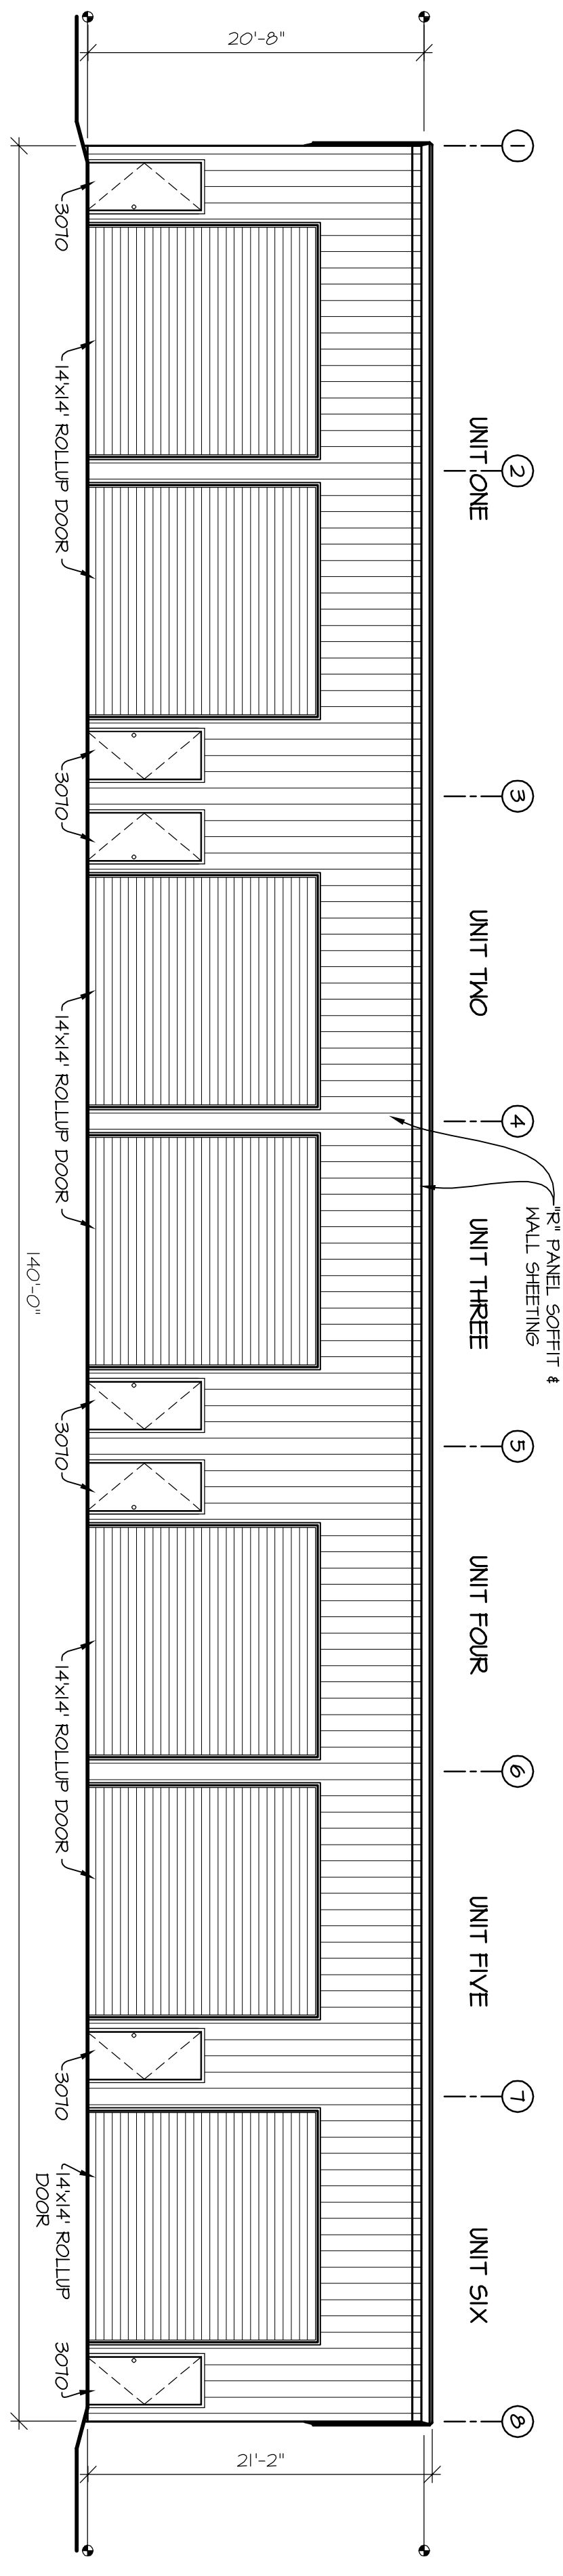 1
2
3
4
5
6
7
8
"R" PANEL SOFFIT &
WALL SHEETING
UNIT ONE
UNIT TWO
UNIT THREE
UNIT FOUR
UNIT FIVE
UNIT SIX
20'-8"
21'-2"
3070
14'x14' ROLLUP DOOR
3070
14'x14' ROLLUP DOOR
3070
14'x14' ROLLUP DOOR
3070
14'x14' ROLLUP
DOOR
3070
140'-0"